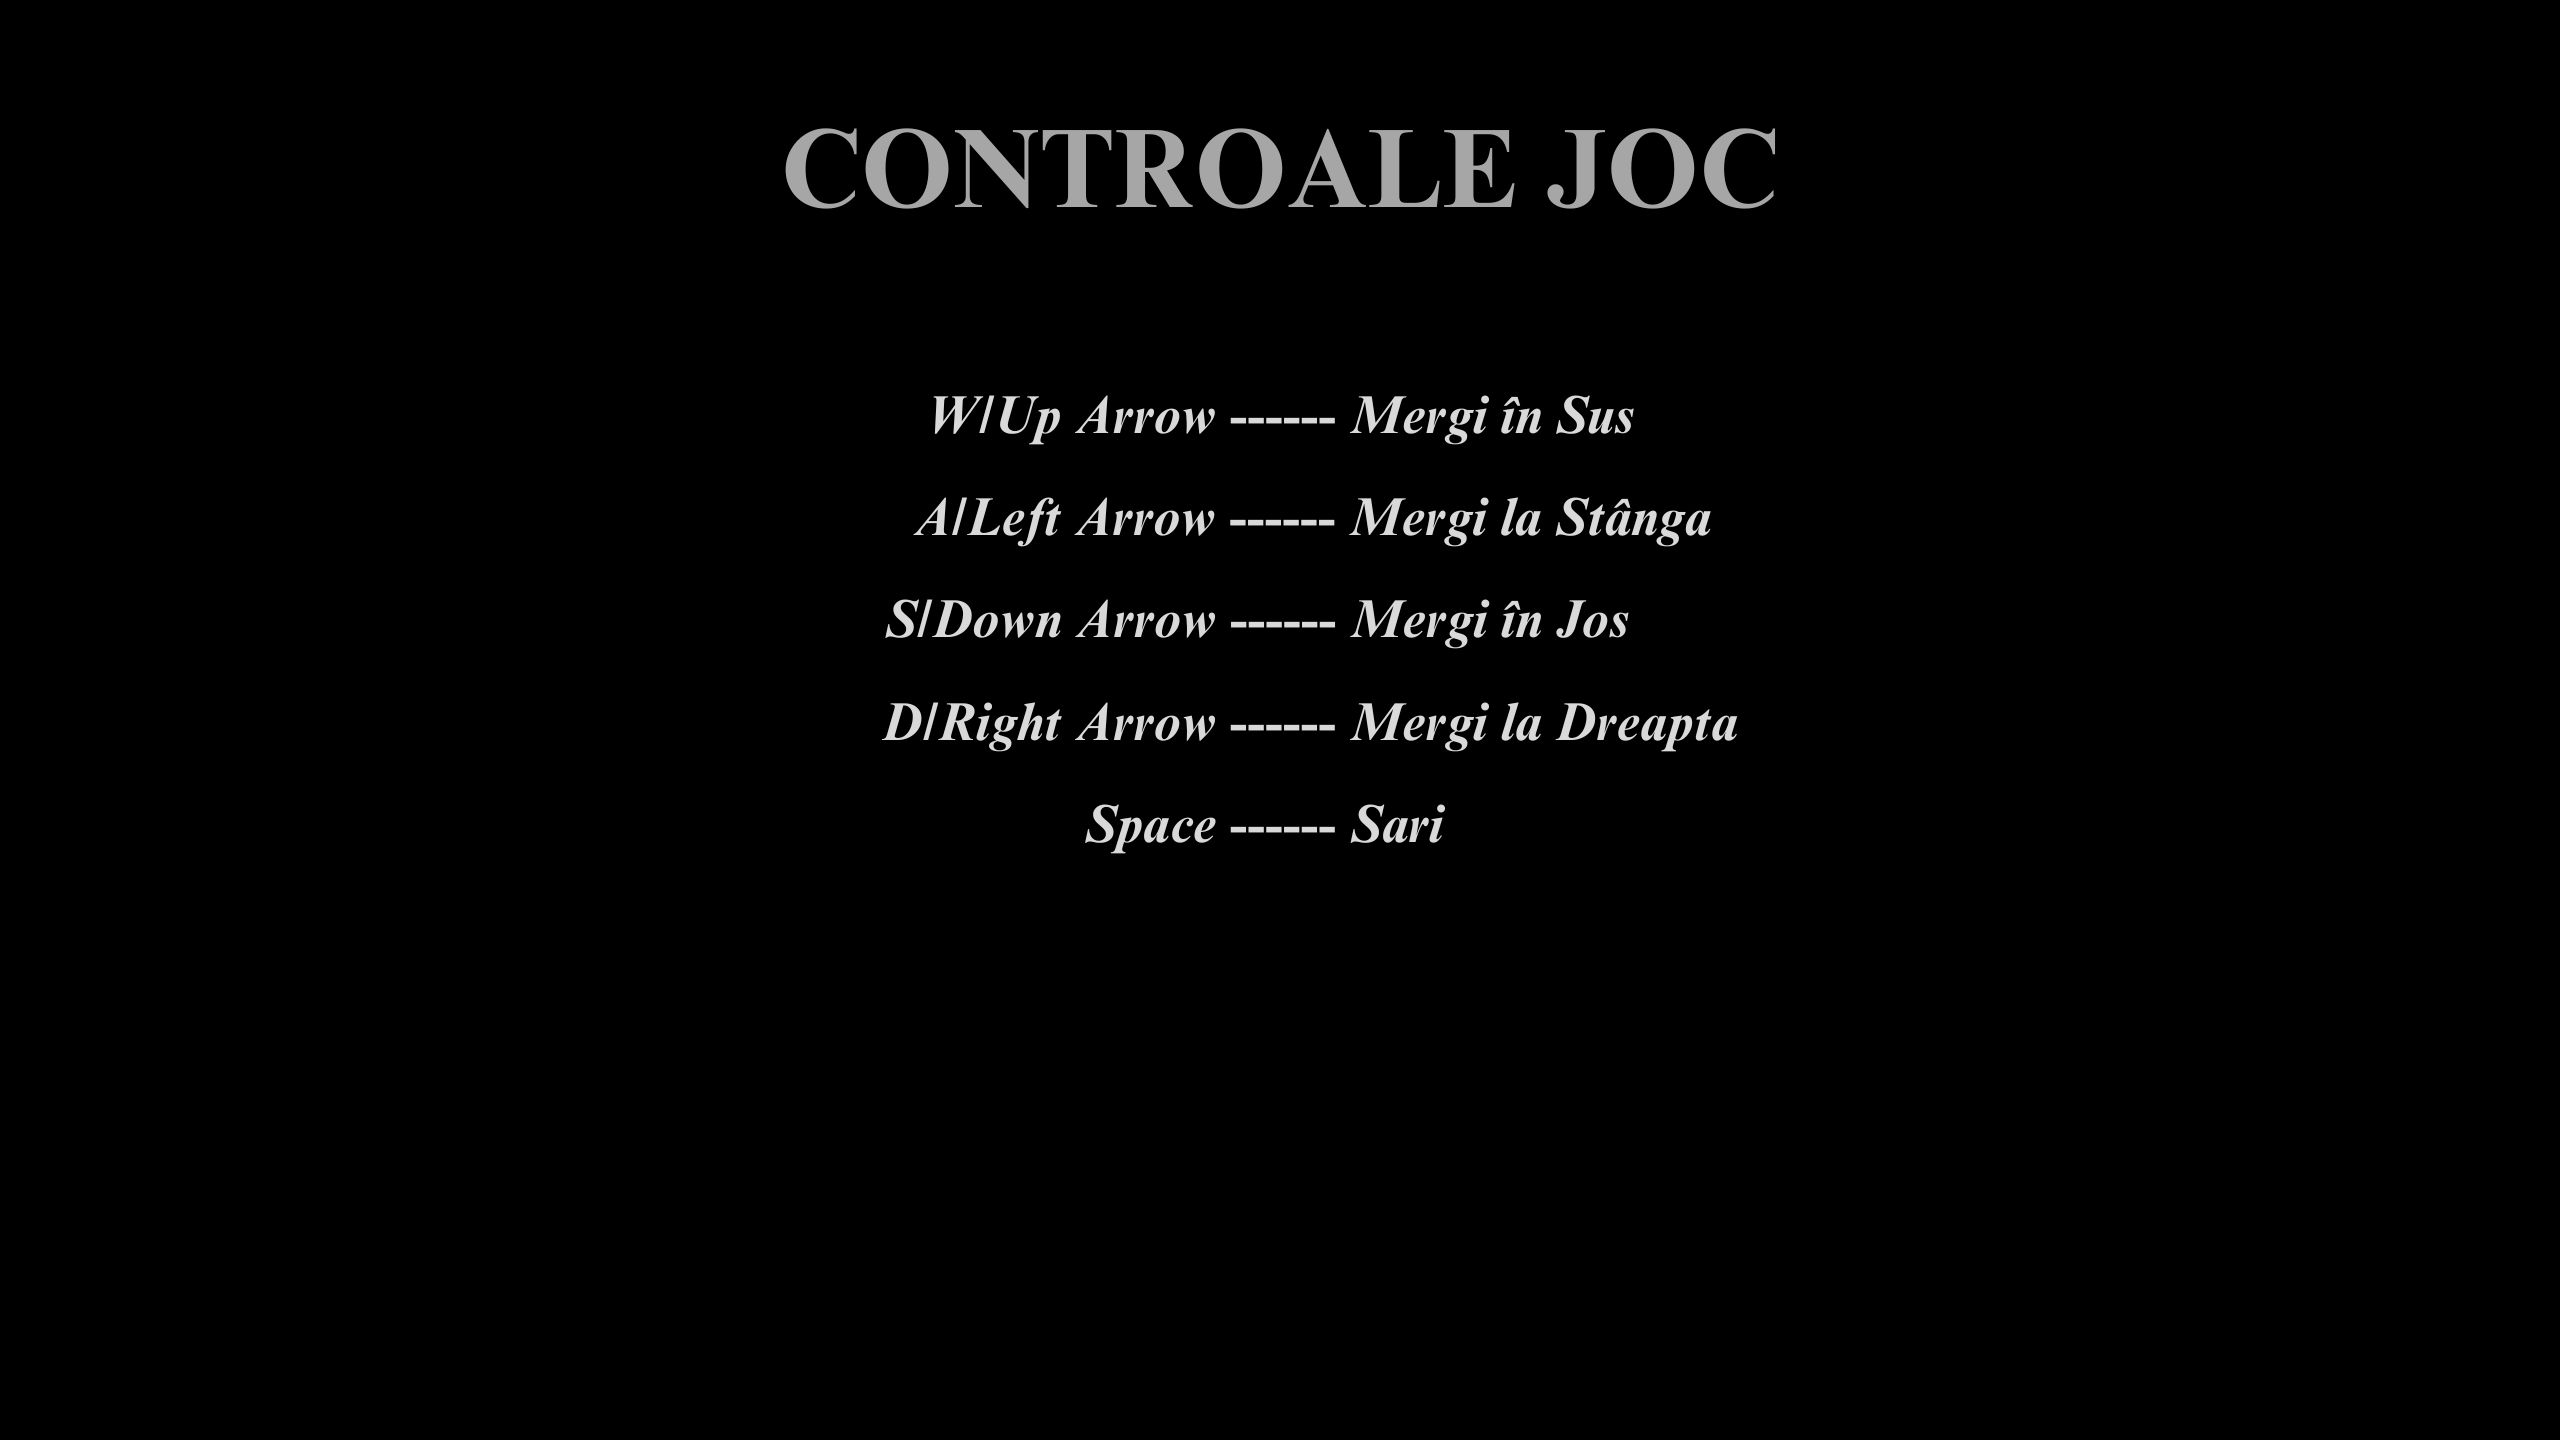 CONTROALE JOC
W/Up Arrow ------ Mergi în Sus
A/Left Arrow ------ Mergi la Stânga
S/Down Arrow ------ Mergi în Jos
D/Right Arrow ------ Mergi la Dreapta
Space ------ Sari